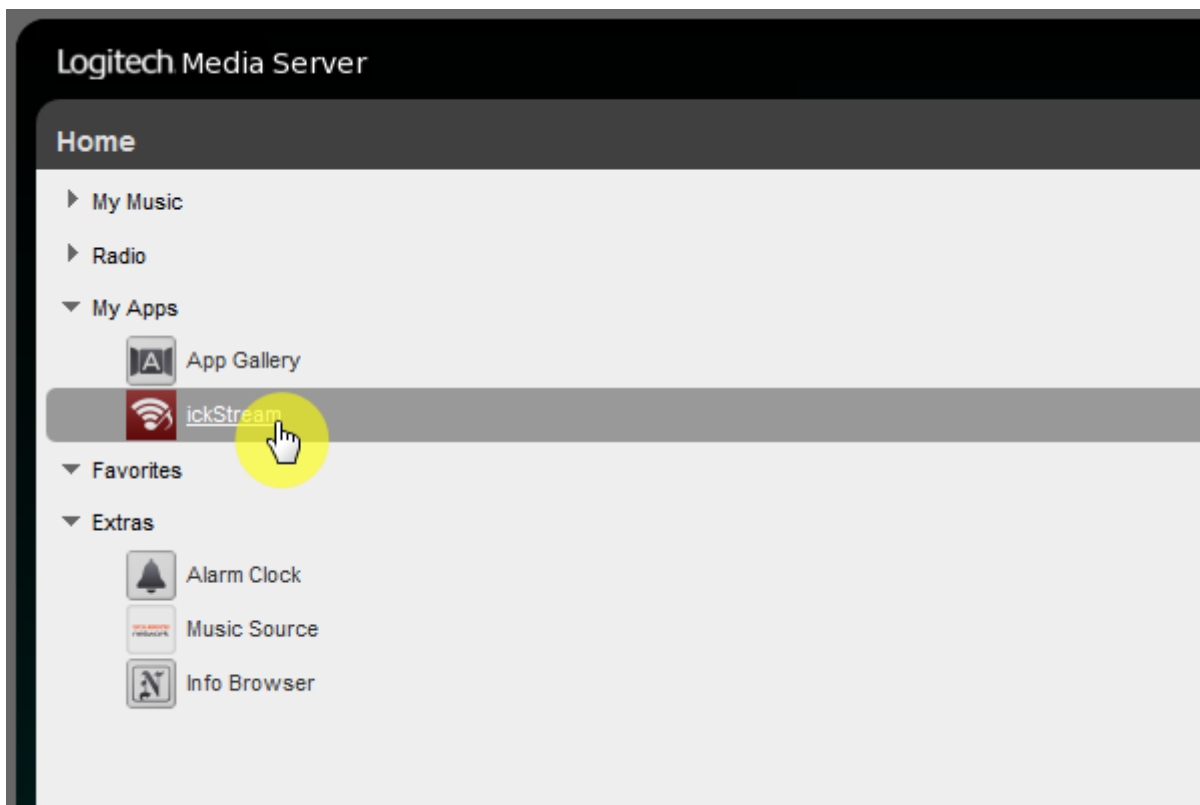 Logitech Media Server
Home
My Music
Radio
My Apps
A App Gallery
ickStream
Favorites
Extras
Alarm Clock
network Music Source
N Info Browser